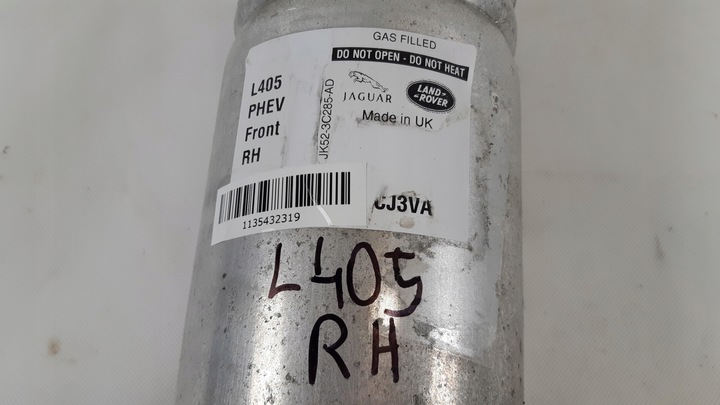 GAS FILLED
DO NOT OPEN - DO NOT HEAT
L405
PHEV
Front
RH
JK52-3C285-AD
JAGUAR
LAND-
-ROVER
Made in UK
CJ3VA
1135432319
L405
RH